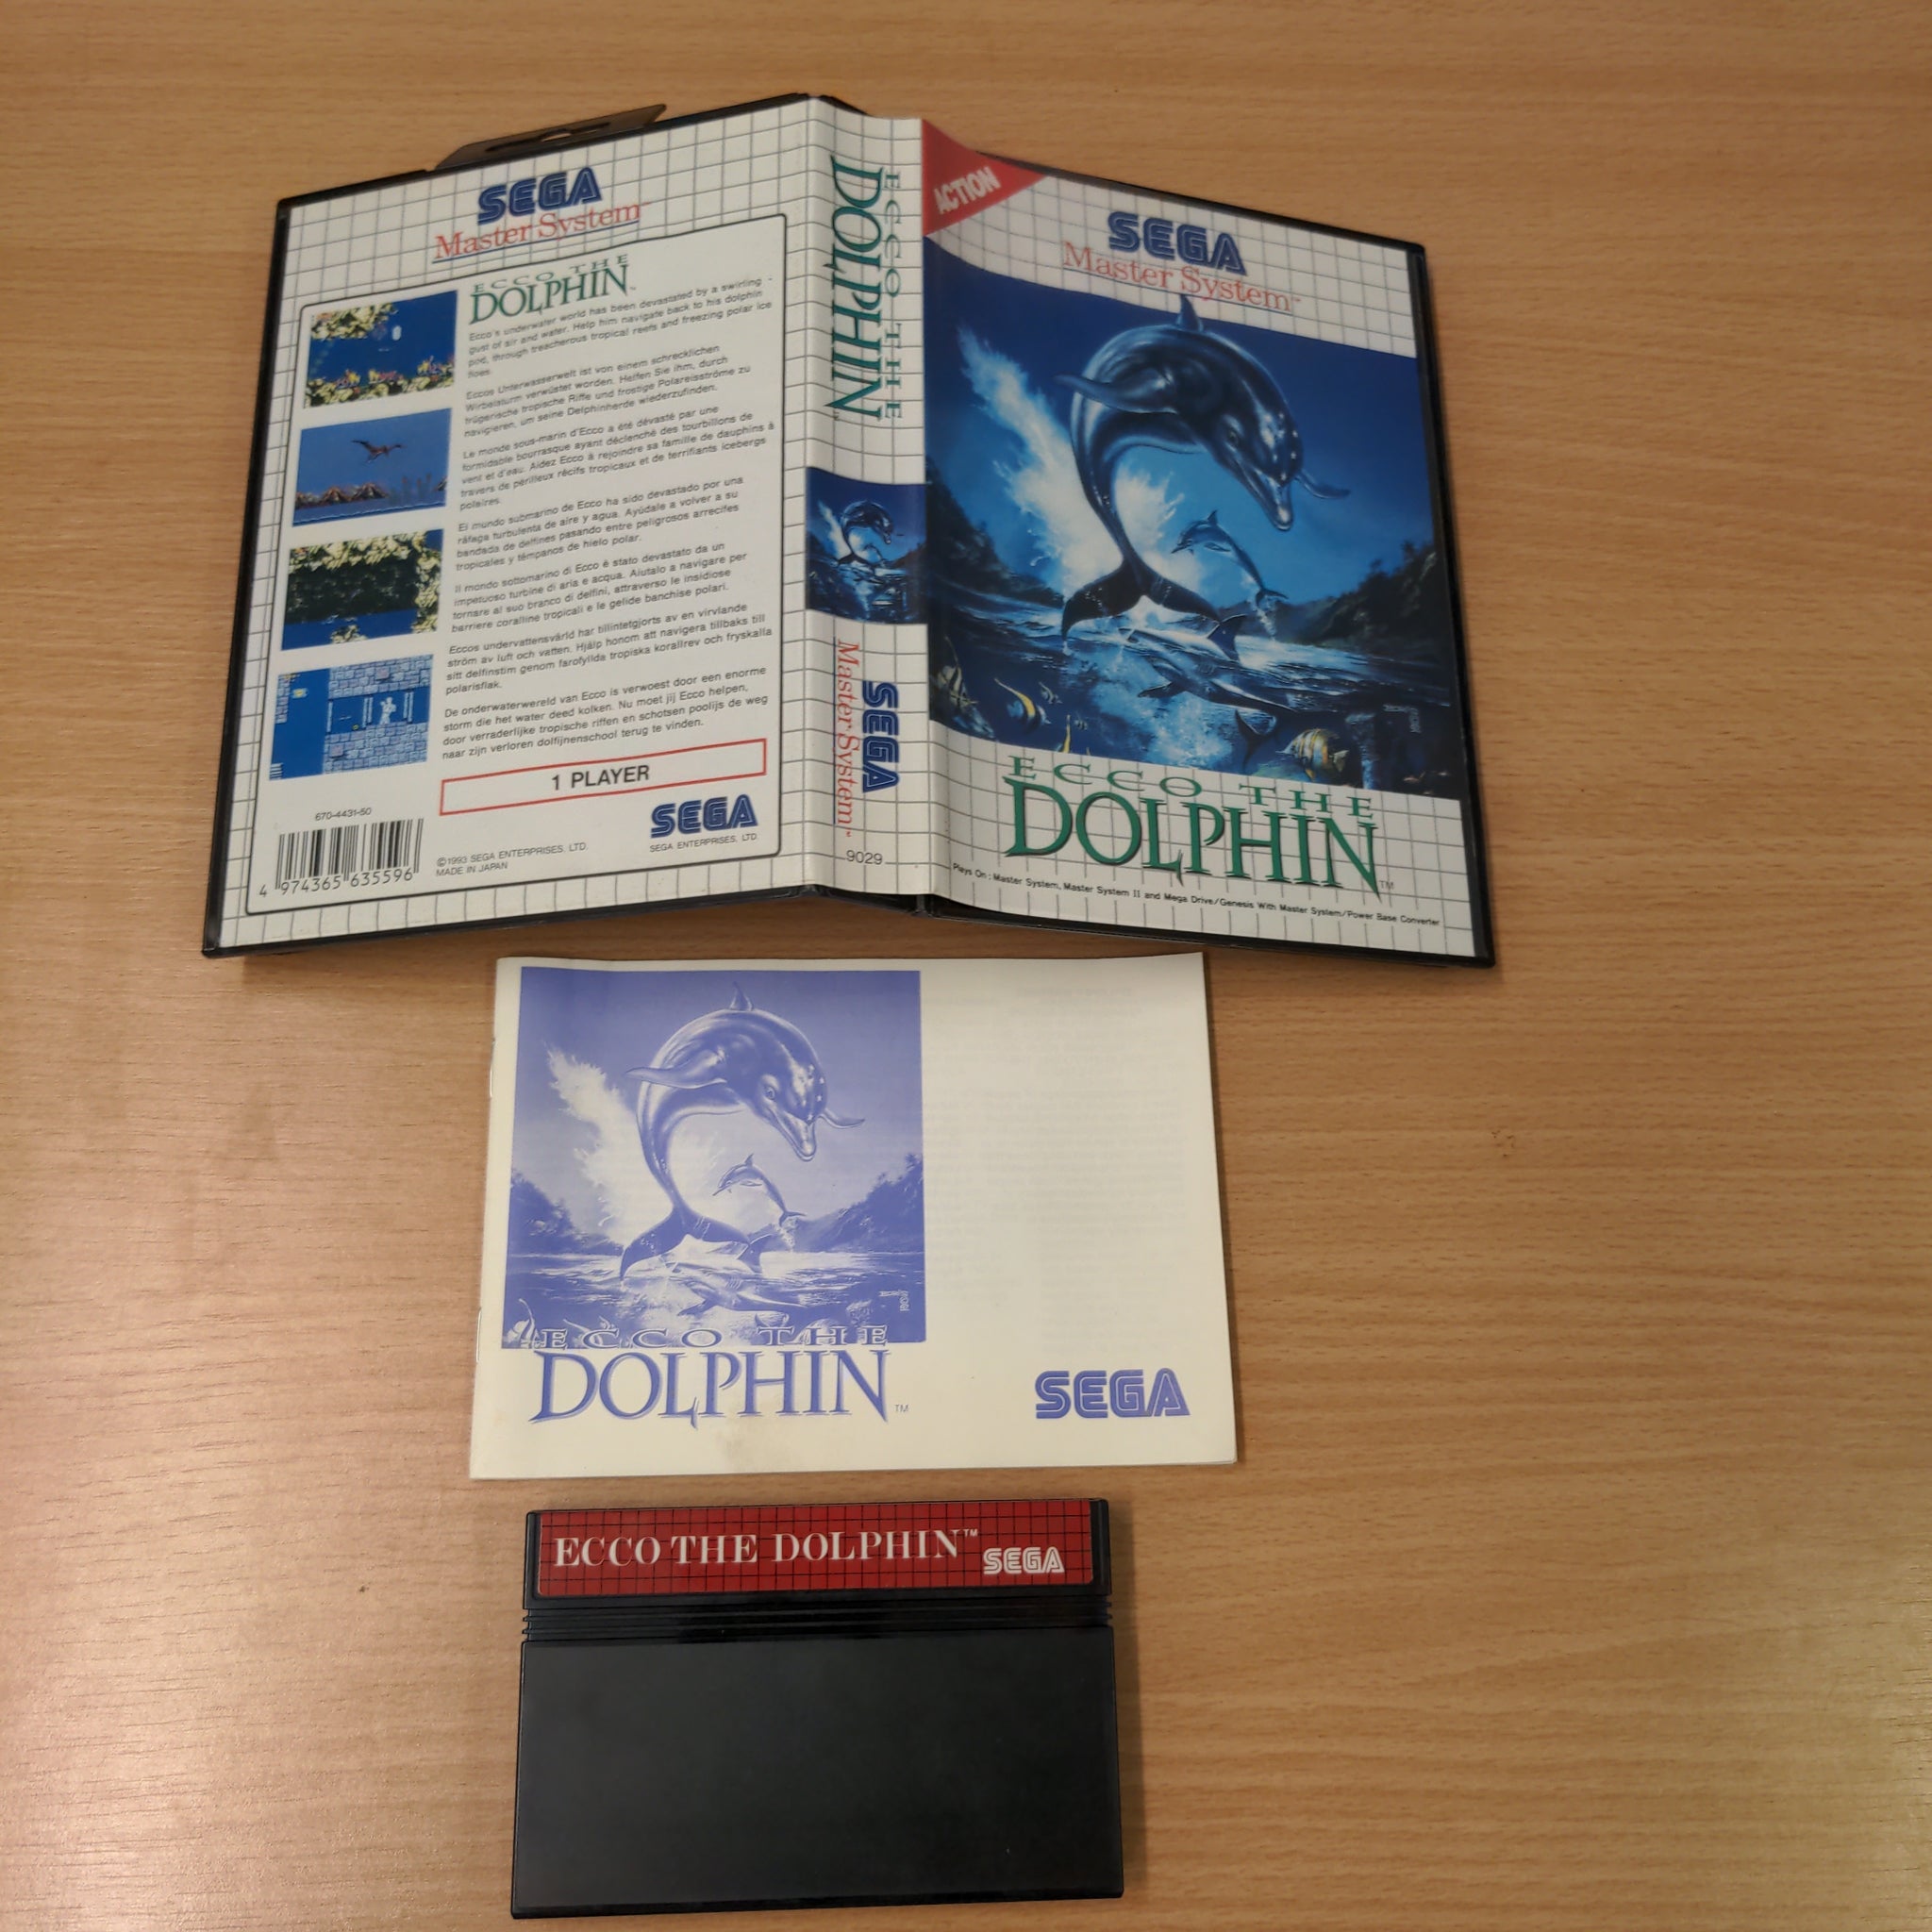 SEGA
Master System™
ECCO THE
DOLPHIN™
Ecco's underwater world has been devastated by a swirling
gust of air and water. Help him navigate back to his dolphin
pod, through treacherous tropical reefs and freezing polar ice
floes.
Eccos Unterwasserwelt ist von einem schrecklichen
Wirbelsturm verwüstet worden. Helfen Sie ihm, durch
trügerische tropische Riffe und frostige Polareisströme zu
navigieren, um seine Delphinherde wiederzufinden.
Le monde sous-marin d'Ecco a été dévasté par une
formidable bourrasque ayant déclenché des tourbillons de
vent et d'eau. Aidez Ecco à rejoindre sa famille de dauphins à
travers de périlleux récifs tropicaux et de terrifiants icebergs
polaires.
El mundo submarino de Ecco ha sido devastado por una
ráfaga turbulenta de aire y agua. Ayúdale a volver a su
bandada de delfines pasando entre peligrosos arrecifes
tropicales y témpanos de hielo polar.
Il mondo sottomarino di Ecco è stato devastato da un
impetuoso turbine di aria e acqua. Aiutalo a navigare per
tornare al suo branco di delfini, attraverso le insidiose
barriere coralline tropicali e le gelide banchise polari.
Eccos undervattensvärld har tillintetgjorts av en virvlande
ström av luft och vatten. Hjälp honom att navigera tillbaks till
sitt delfinstim genom farofyllda tropiska korallrev och fryskalla
polarisflak.
De onderwaterwereld van Ecco is verwoest door een enorme
storm die het water deed kolken. Nu moet jij Ecco helpen,
door verraderlijke tropische riffen en schotsen poolijs de weg
naar zijn verloren dolfijnenschool terug te vinden.
1 PLAYER
670-4431-50
4 974365 635596
©1993 SEGA ENTERPRISES, LTD.
MADE IN JAPAN
SEGA
SEGA ENTERPRISES, LTD.
ECCO THE
DOLPHIN™
SEGA
Master System™
9029
ACTION
SEGA
Master System™
ECCO THE
DOLPHIN™
Plays On : Master System, Master System II and Mega Drive/Genesis With Master System/Power Base Converter
ECCO THE
DOLPHIN™
SEGA
ECCO THE DOLPHIN™
SEGA